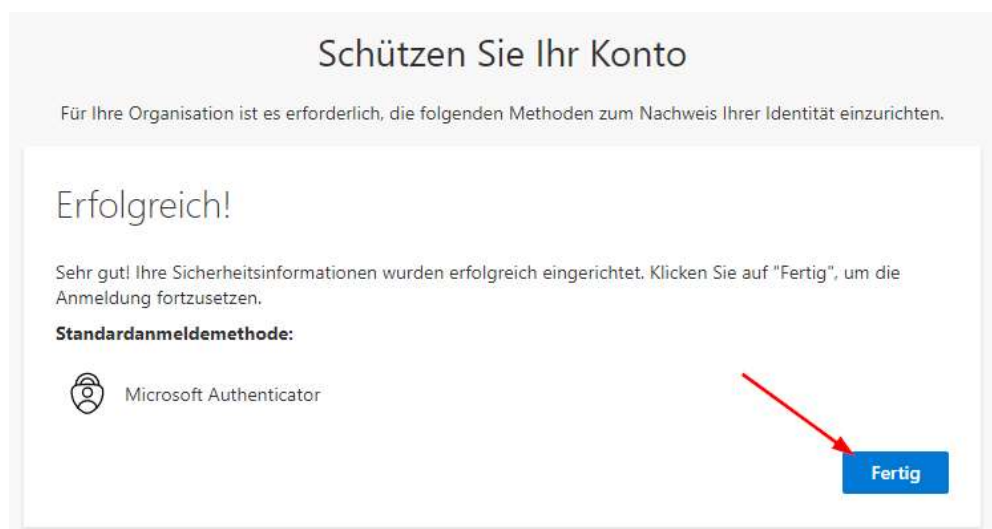 Schützen Sie Ihr Konto
Für Ihre Organisation ist es erforderlich, die folgenden Methoden zum Nachweis Ihrer Identität einzurichten.
Erfolgreich!
Sehr gut! Ihre Sicherheitsinformationen wurden erfolgreich eingerichtet. Klicken Sie auf "Fertig", um die
Anmeldung fortzusetzen.
Standardanmeldemethode:
Microsoft Authenticator
Fertig